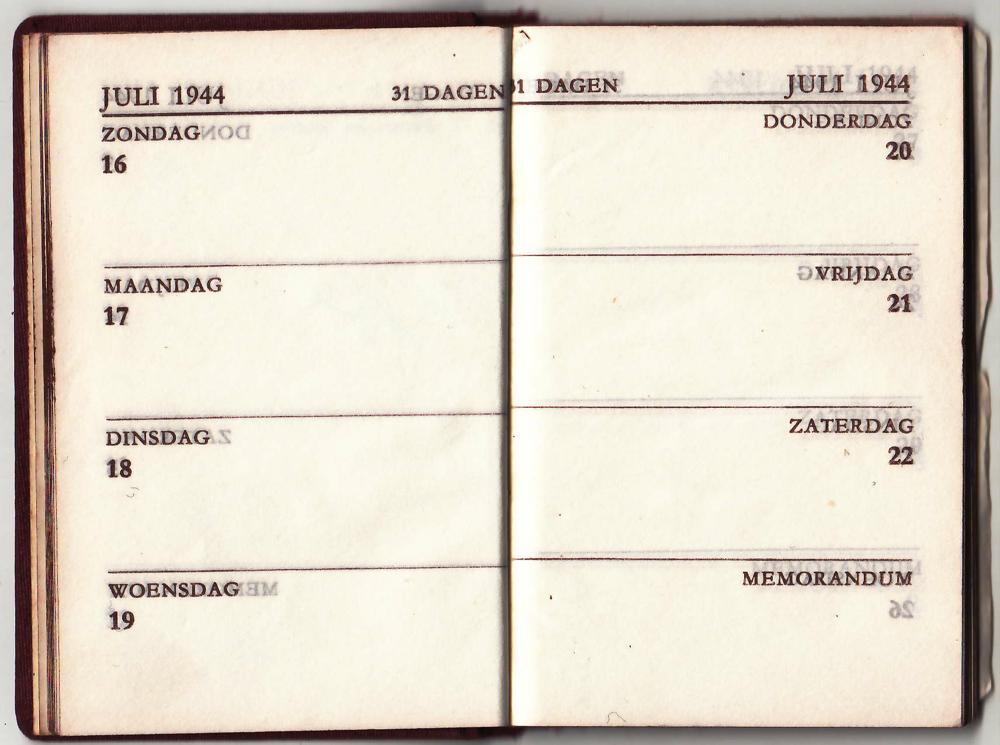 JULI 1944 31 DAGEN
ZONDAG
16
MAANDAG
17
DINSDAG
18
WOENSDAG
19
31 DAGEN JULI 1944
DONDERDAG
20
VRIJDAG
21
ZATERDAG
22
MEMORANDUM